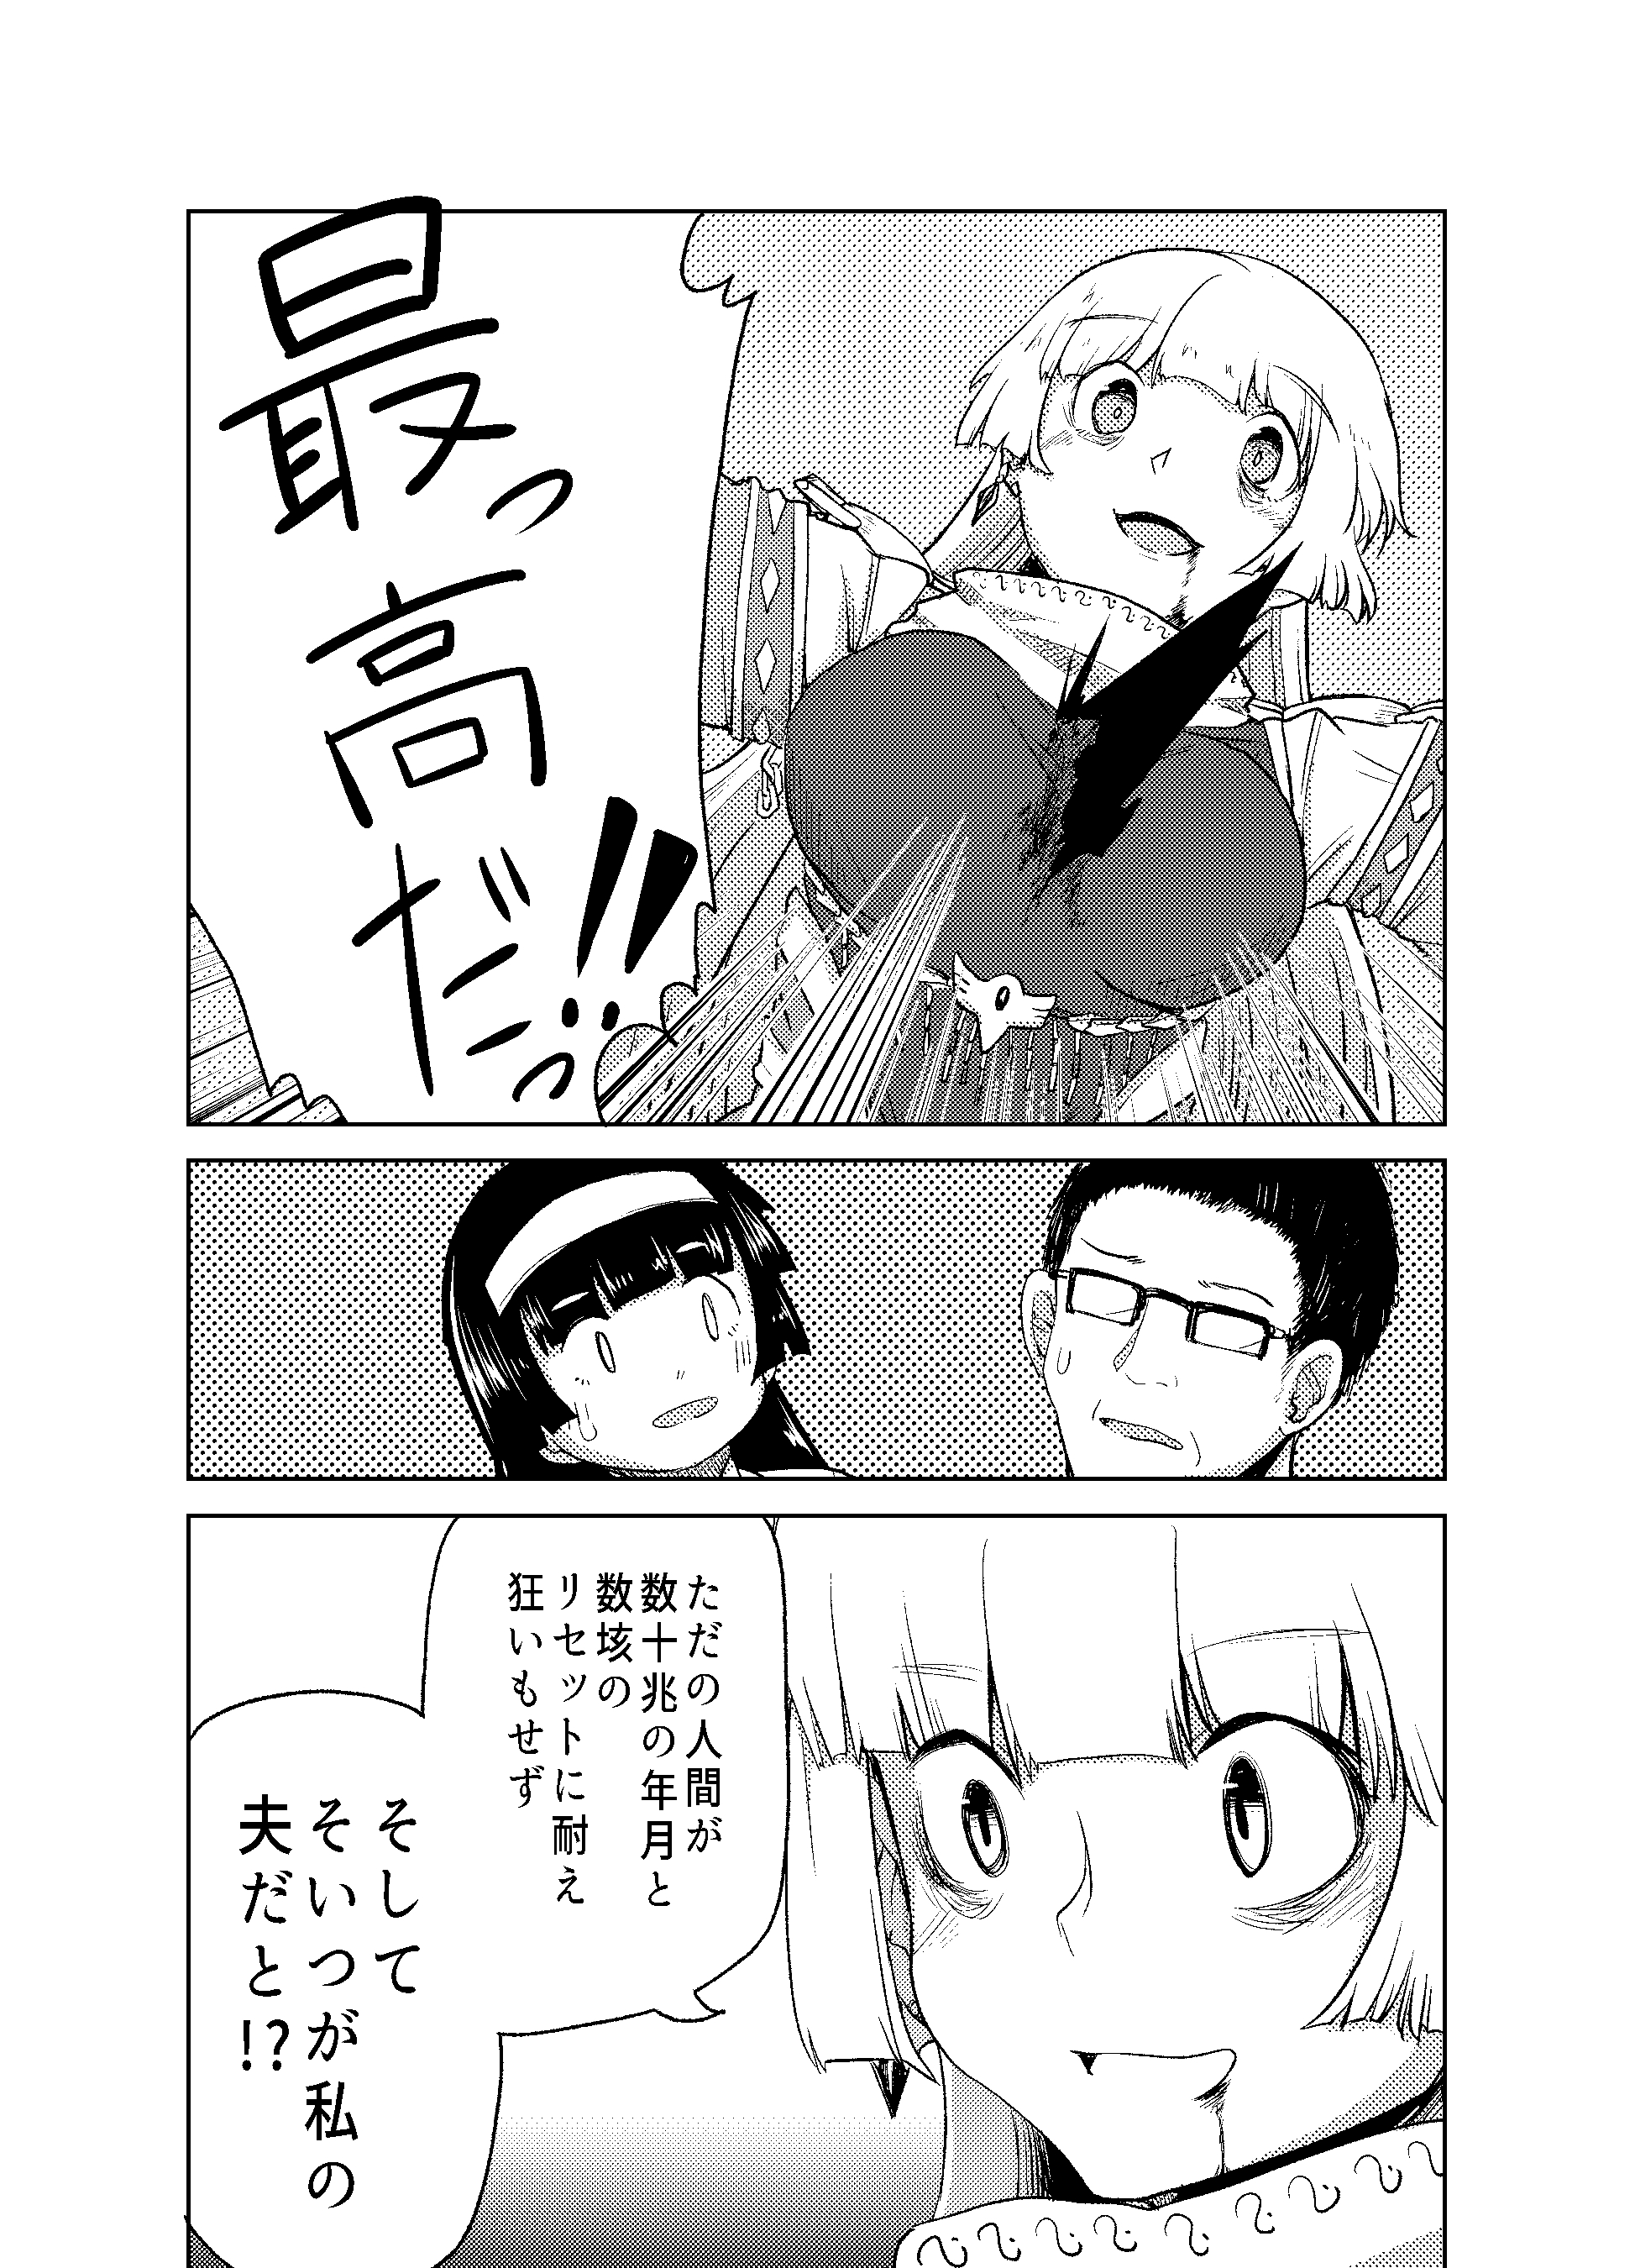 最っ
高
だっ!!
ただの人間が
数十兆の年月と
数垓の
リセットに耐え
狂いもせず
そして
そいつが私の
夫だと!?